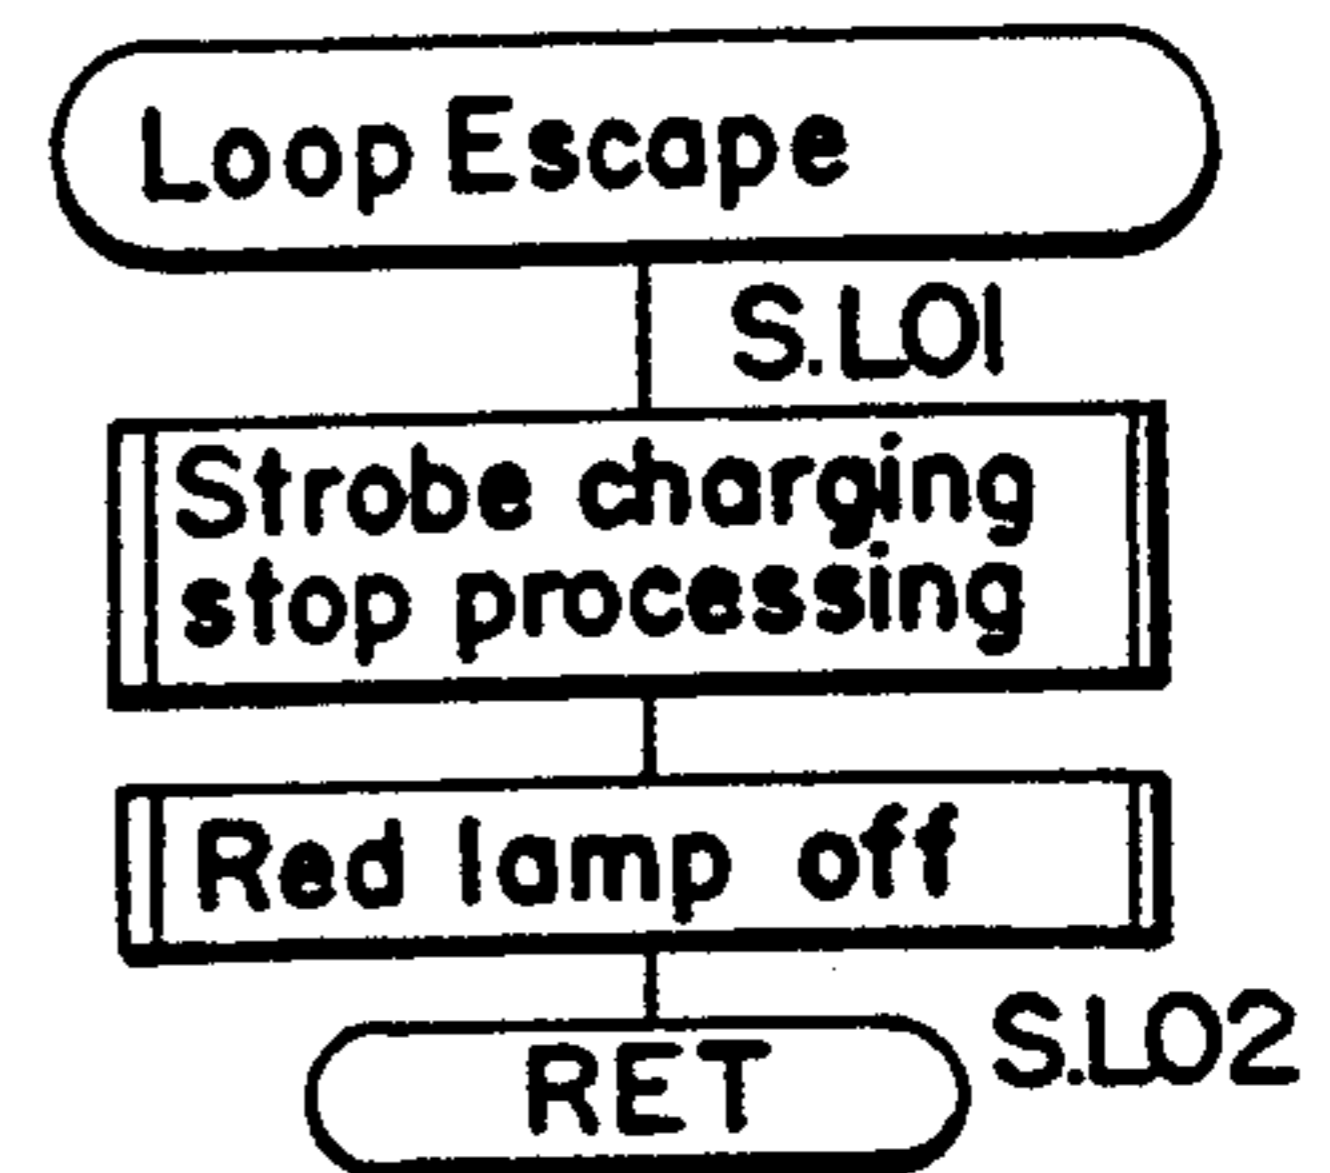 Loop Escape
S.L01
Strobe charging
stop processing
Red lamp off
RET
S.L02